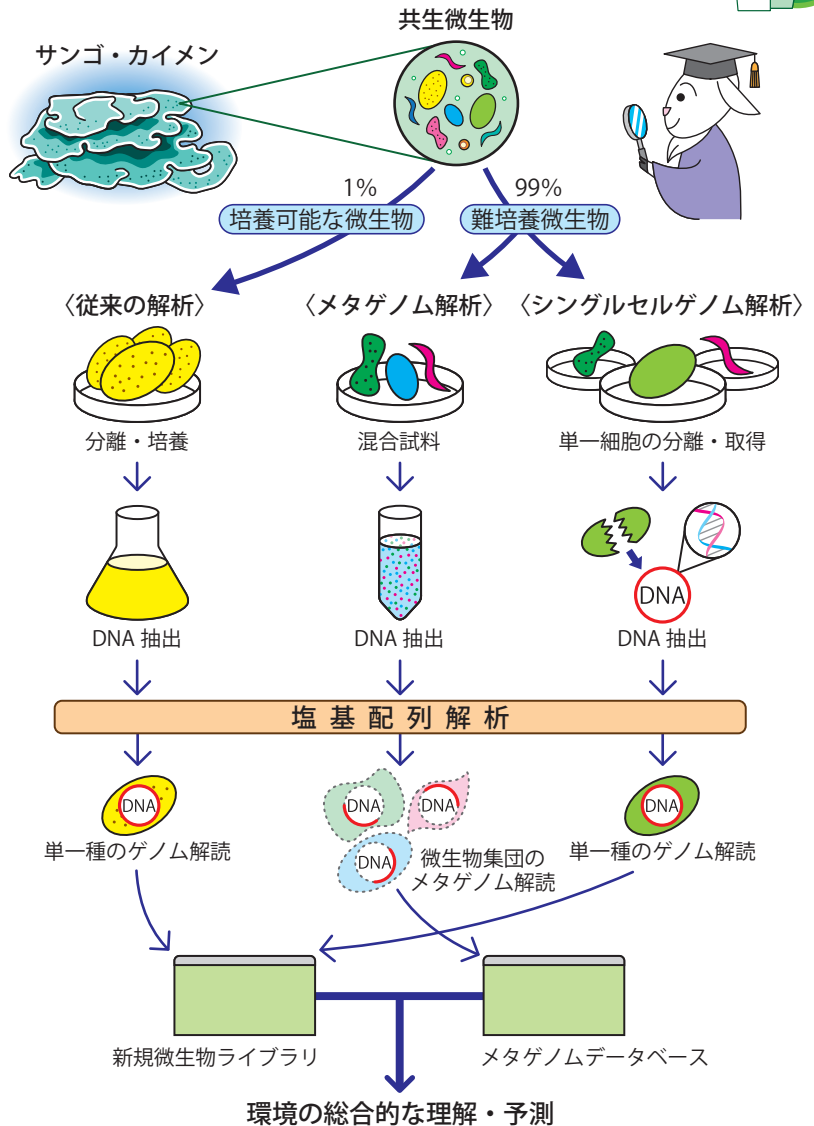 共生微生物
サンゴ・カイメン
1%
99%
培養可能な微生物
難培養微生物
〈従来の解析〉
〈メタゲノム解析〉
〈シングルセルゲノム解析〉
分離・培養
混合試料
単一細胞の分離・取得
DNA
DNA 抽出
DNA 抽出
DNA 抽出
塩基配列解析
DNA
DNA
DNA
DNA
DNA
単一種のゲノム解読
微生物集団の
メタゲノム解読
単一種のゲノム解読
新規微生物ライブラリ
メタゲノムデータベース
環境の総合的な理解・予測